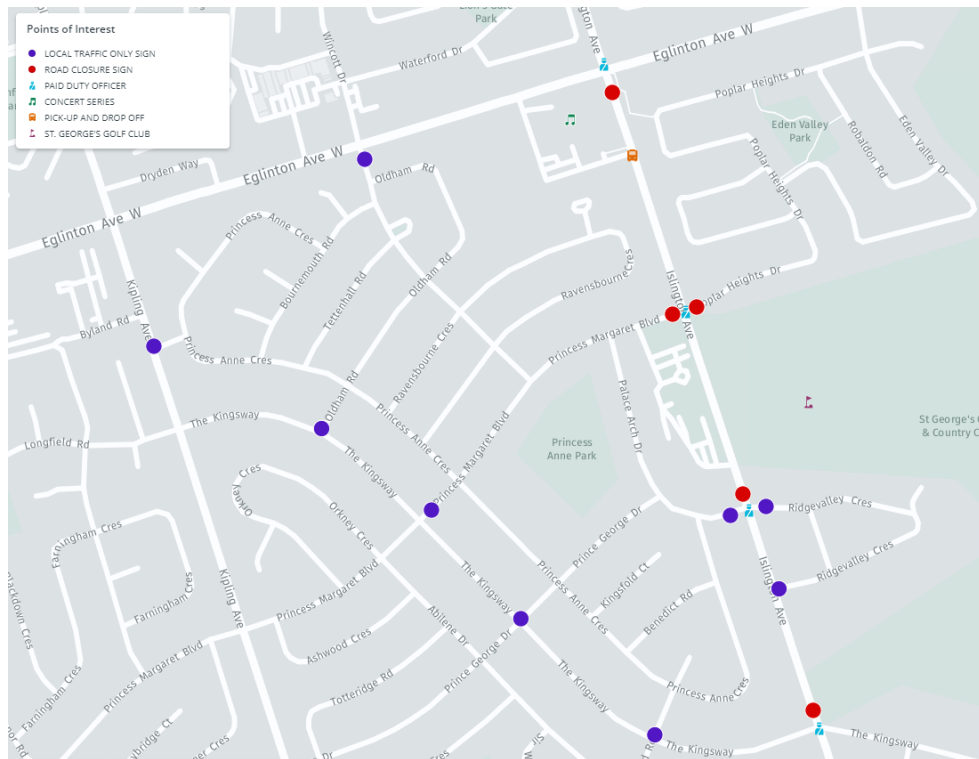 Points of Interest
LOCAL TRAFFIC ONLY SIGN
ROAD CLOSURE SIGN
PAID DUTY OFFICER
CONCERT SERIES
PICK-UP AND DROP OFF
ST. GEORGE'S GOLF CLUB
Park
Eglinton Ave W
Wincott Dr
Waterford Dr
Poplar Heights Dr
Eden Valley
Park
Robaldon Rd
Eden Valley Dr
Poplar Heights Dr
Eglinton Ave W
Dryden Way
Oldham Rd
Eglinton Ave W
Princess Anne Cres
Bournemouth Rd
Tettenhall Rd
Oldham Rd
Ravensbourne Cres
Islington Ave
Poplar Heights Dr
Kipling Ave
Byland Rd
Princess Anne Cres
Ravensbourne Cres
Princess Margaret Blvd
Oldham Rd
Palace Arch Dr
The Kingsway
Princess Anne Cres
Princess Margaret Blvd
Princess
Anne Park
St George's
& Country
Longfield Rd
The Kingsway
Orkney Cres
Orkney Cres
Ridgevalley Cres
Farningham Cres
Prince George Dr
Ridgevalley Cres
Islington Ave
Kipling Ave
Princess Margaret Blvd
The Kingsway
Princess Anne Cres
Kingsfold Ct
Benedict Rd
Farningham Cres
Ashwood Cres
Abilene Dr
Prince George Dr
Princess Margaret Blvd
Farningham Cres
Totteridge Rd
The Kingsway
Princess Anne Cres
The Kingsway
The Kingsway
Dr